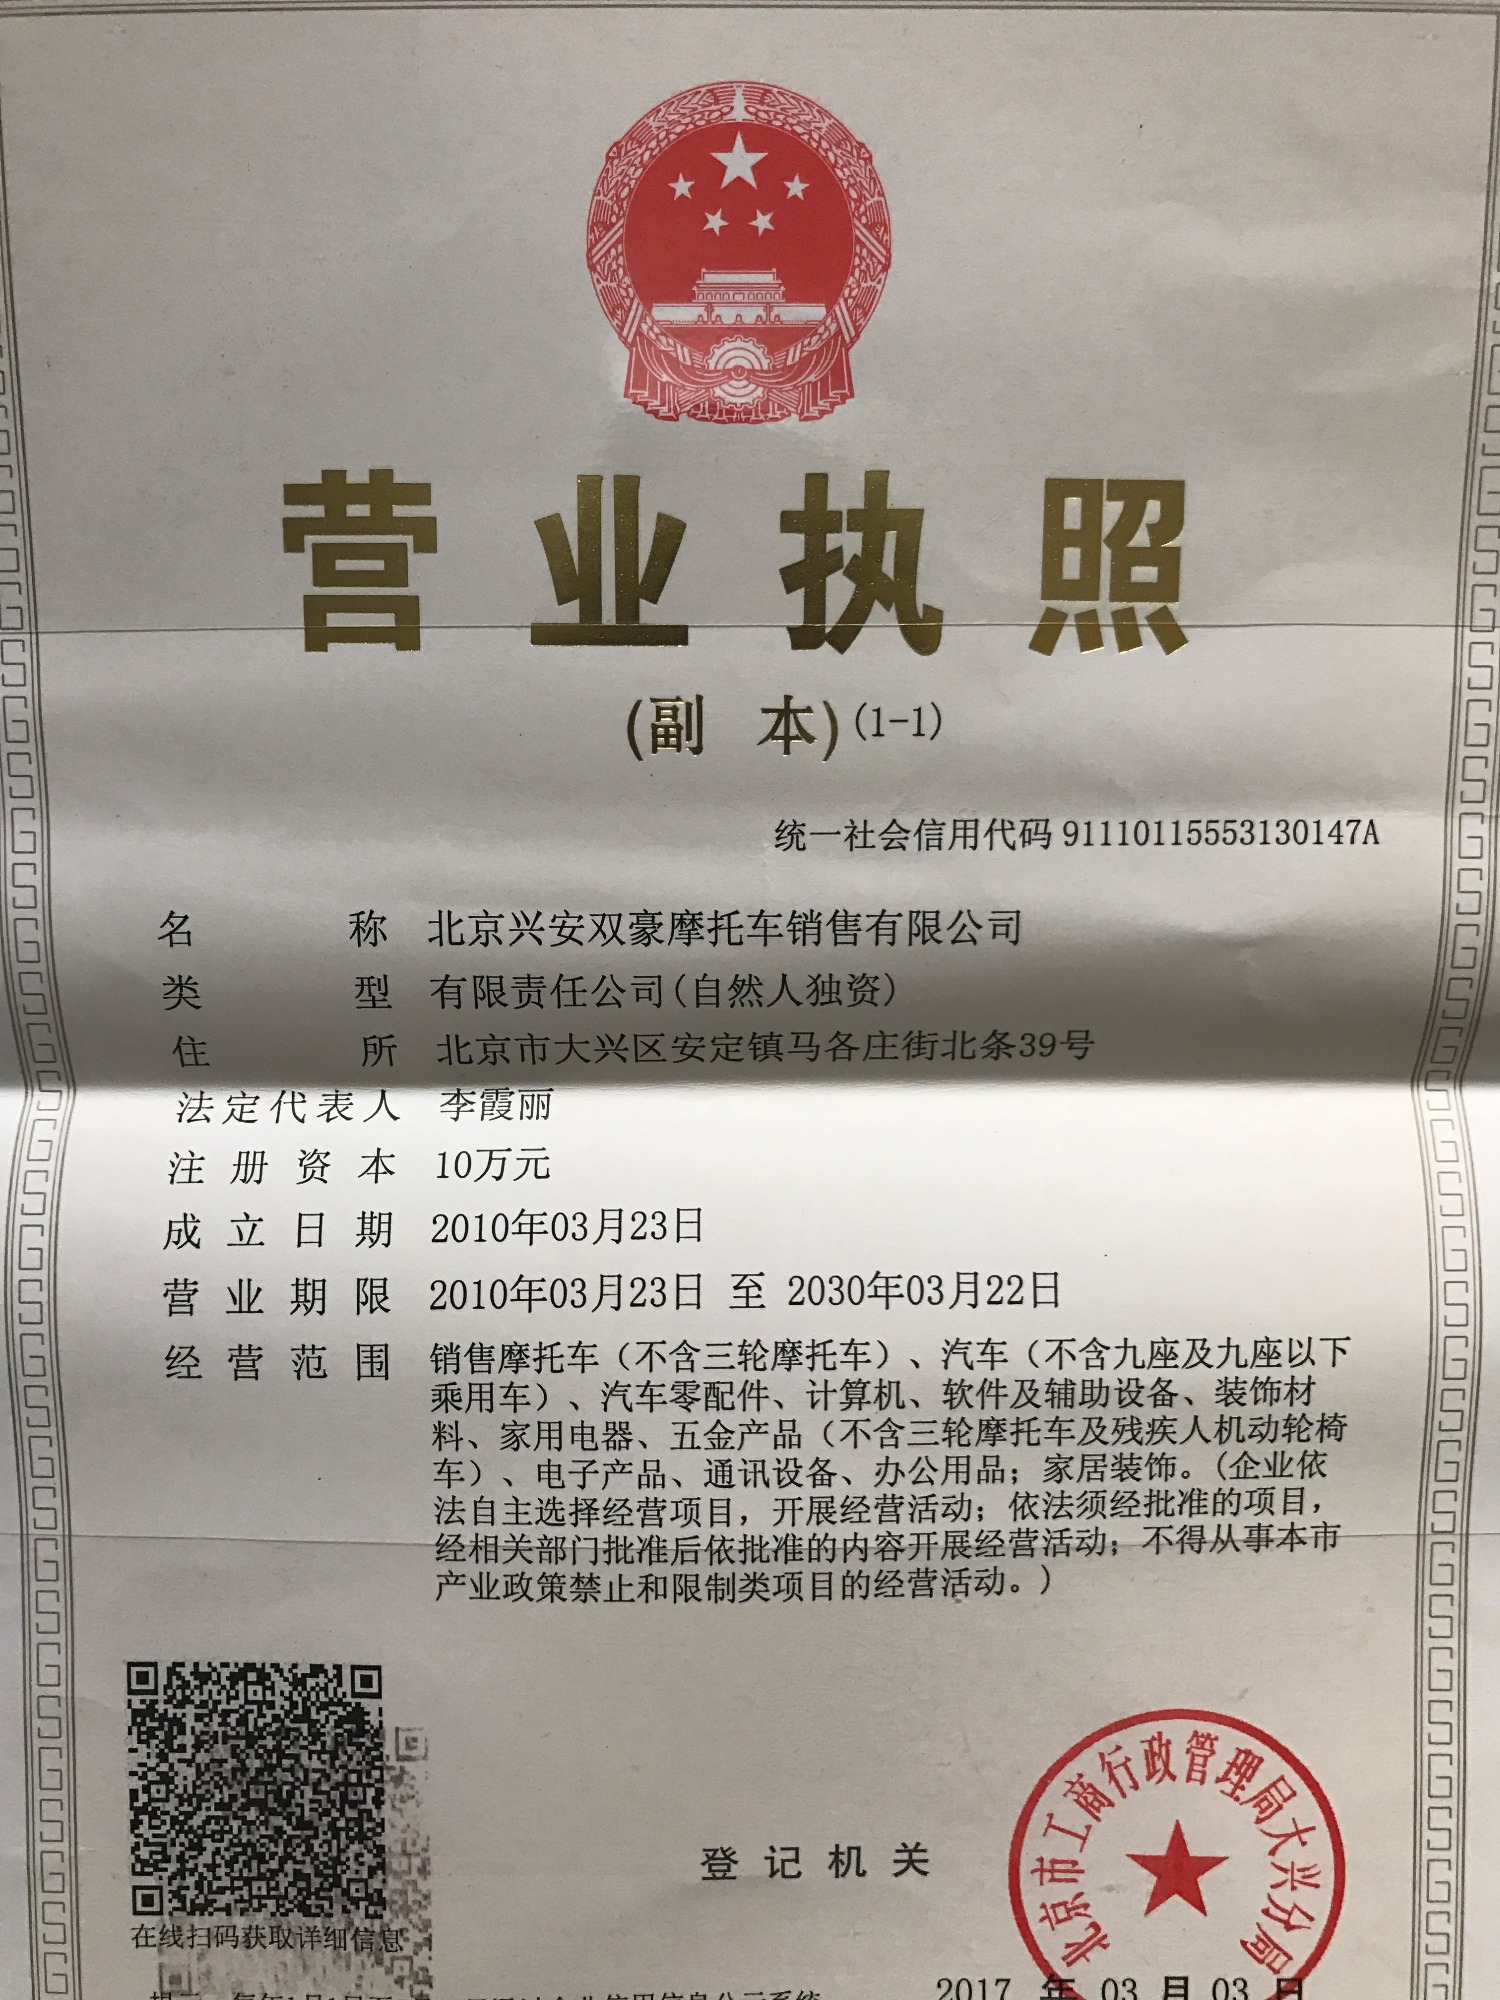 营业执照
(副 本)(1-1)
统一社会信用代码 91110115553130147A
名 称 北京兴安双豪摩托车销售有限公司
类 型 有限责任公司(自然人独资)
住 所 北京市大兴区安定镇马各庄街北条39号
法定代表人 李霞丽
注册资本 10万元
成立日期 2010年03月23日
营业期限 2010年03月23日 至 2030年03月22日
经营范围 销售摩托车（不含三轮摩托车）、汽车（不含九座及九座以下
乘用车）、汽车零配件、计算机、软件及辅助设备、装饰材
料、家用电器、五金产品（不含三轮摩托车及残疾人机动轮椅
车）、电子产品、通讯设备、办公用品；家居装饰。(企业依
法自主选择经营项目，开展经营活动；依法须经批准的项目，
经相关部门批准后依批准的内容开展经营活动；不得从事本市
产业政策禁止和限制类项目的经营活动。)
在线扫码获取详细信息
登记机关
北京市工商行政管理局大兴分局
2017 年 03 月 03 日